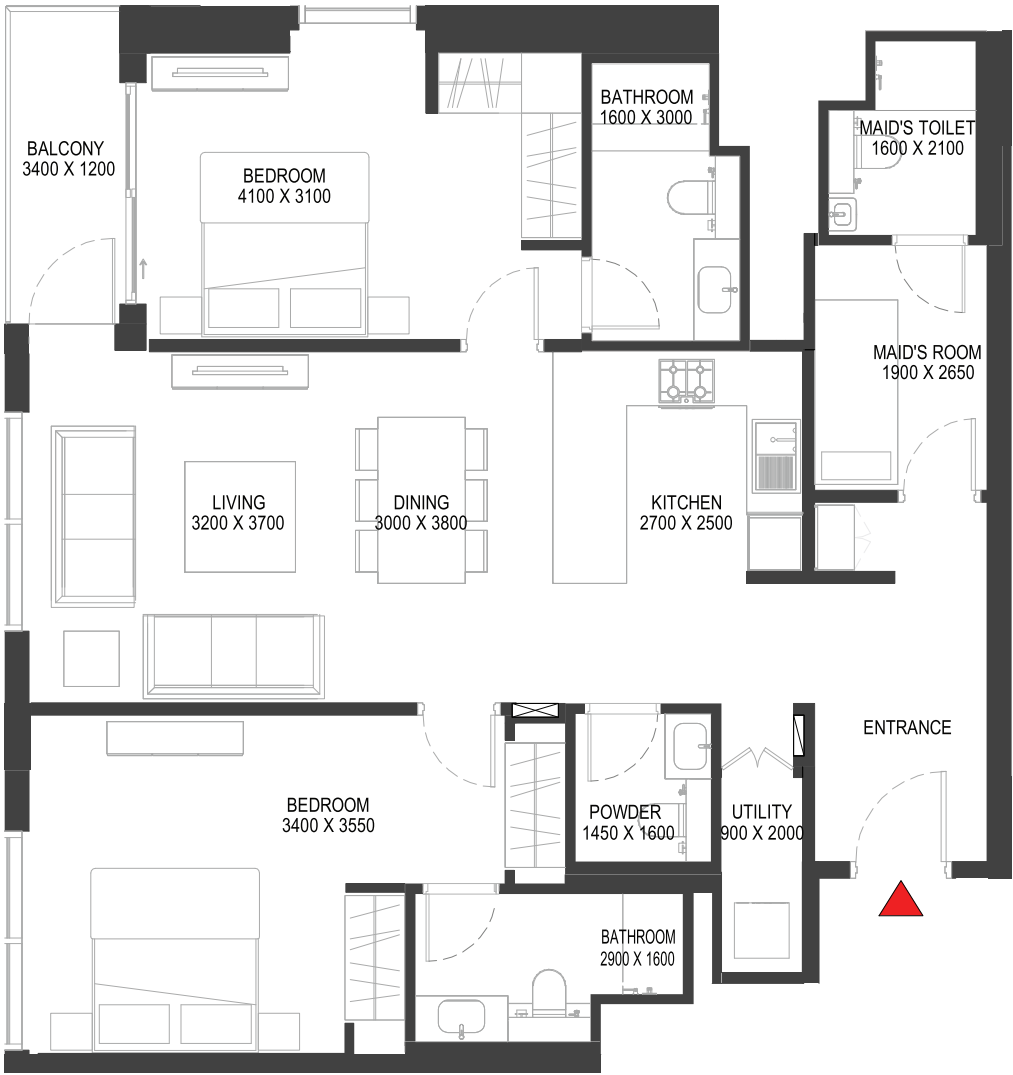 BATHROOM
1600 X 3000
MAID'S TOILET
1600 X 2100
BALCONY
3400 X 1200
BEDROOM
4100 X 3100
MAID'S ROOM
1900 X 2650
LIVING
3200 X 3700
DINING
3000 X 3800
KITCHEN
2700 X 2500
ENTRANCE
BEDROOM
3400 X 3550
POWDER
1450 X 1600
UTILITY
900 X 2000
BATHROOM
2900 X 1600